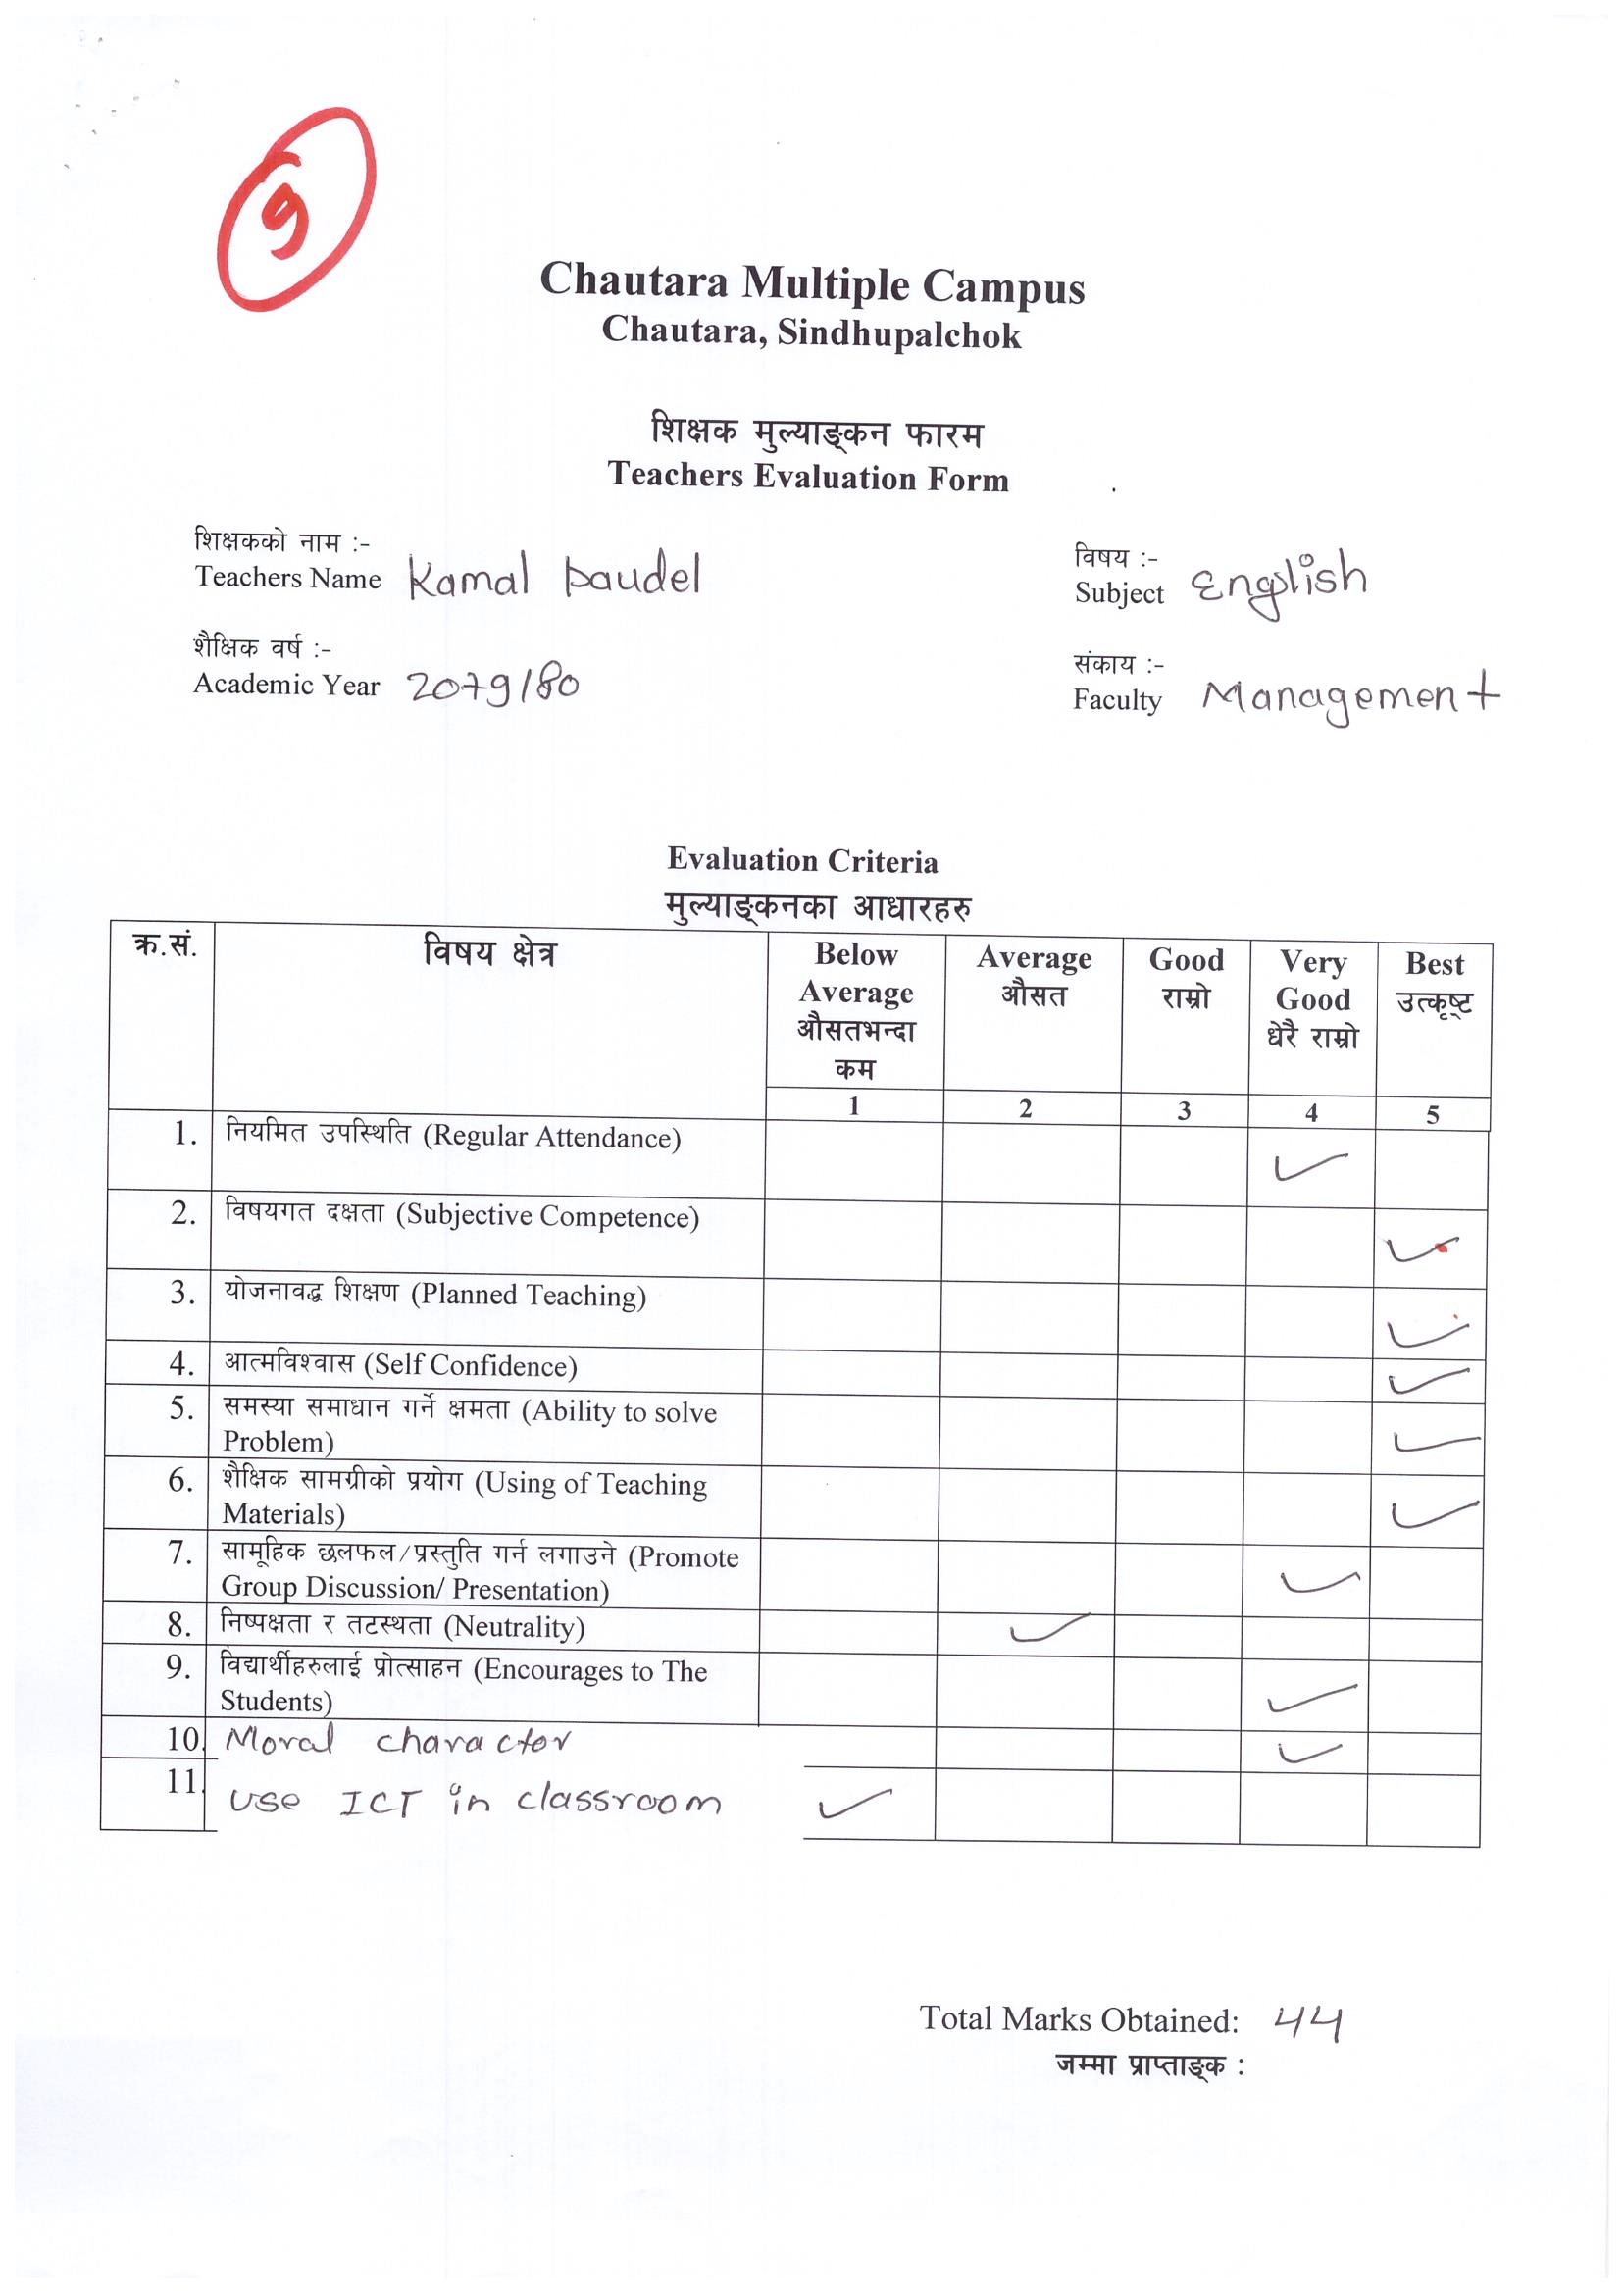 9
Chautara Multiple Campus
Chautara, Sindhupalchok
शिक्षक मुल्याङ्कन फारम
Teachers Evaluation Form
शिक्षकको नाम :-
Teachers Name Kamal paudel
विषय :-
Subject English
शैक्षिक वर्ष :-
Academic Year 2079/80
संकाय :-
Faculty Management
Evaluation Criteria
मुल्याङ्कनका आधारहरु
क्र.सं. विषय क्षेत्र Below Average औसतभन्दा कम Average औसत Good राम्रो Very Good धेरै राम्रो Best उत्कृष्ट
1 2 3 4 5
1. नियमित उपस्थिति (Regular Attendance) ✓
2. विषयगत दक्षता (Subjective Competence) ✓
3. योजनावद्ध शिक्षण (Planned Teaching) ✓
4. आत्मविश्वास (Self Confidence) ✓
5. समस्या समाधान गर्ने क्षमता (Ability to solve
Problem) ✓
6. शैक्षिक सामग्रीको प्रयोग (Using of Teaching
Materials) ✓
7. सामूहिक छलफल/प्रस्तुति गर्न लगाउने (Promote
Group Discussion/ Presentation) ✓
8. निष्पक्षता र तटस्थता (Neutrality) ✓
9. विद्यार्थीहरुलाई प्रोत्साहन (Encourages to The
Students) ✓
10. Moral charactor ✓
11. Use ICT in classroom ✓
Total Marks Obtained: 44
जम्मा प्राप्ताङ्क :